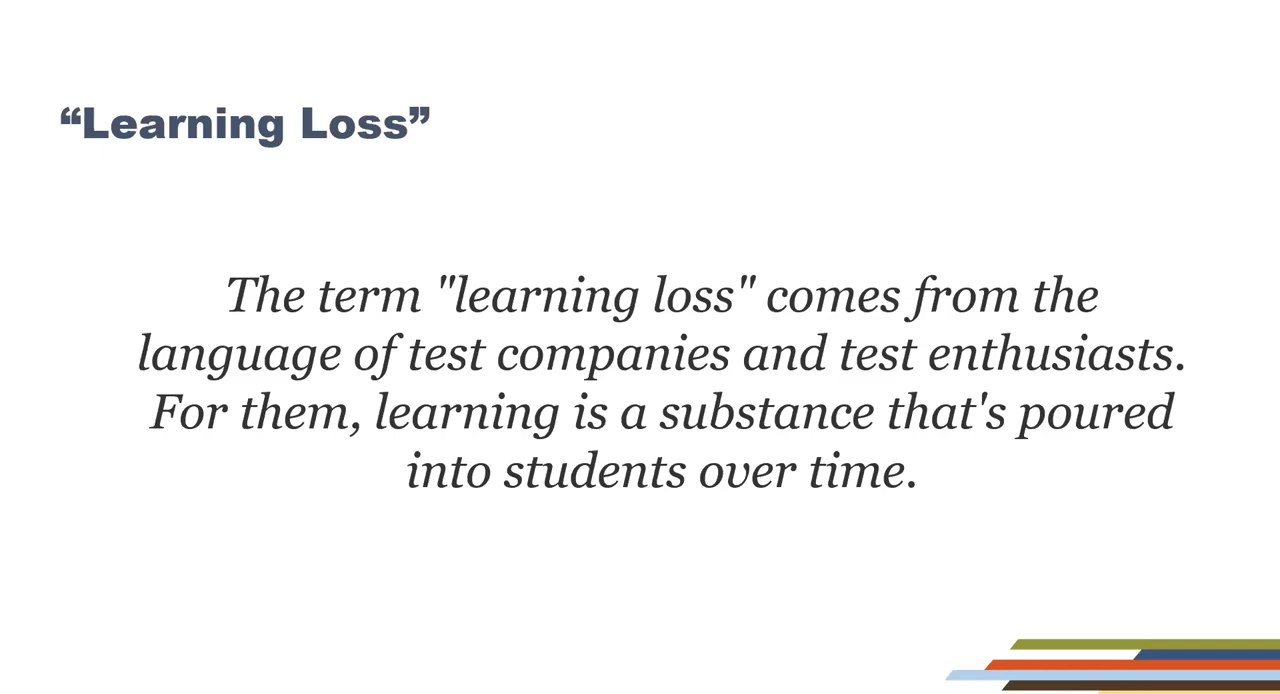 “Learning Loss”
The term "learning loss" comes from the
language of test companies and test enthusiasts.
For them, learning is a substance that's poured
into students over time.